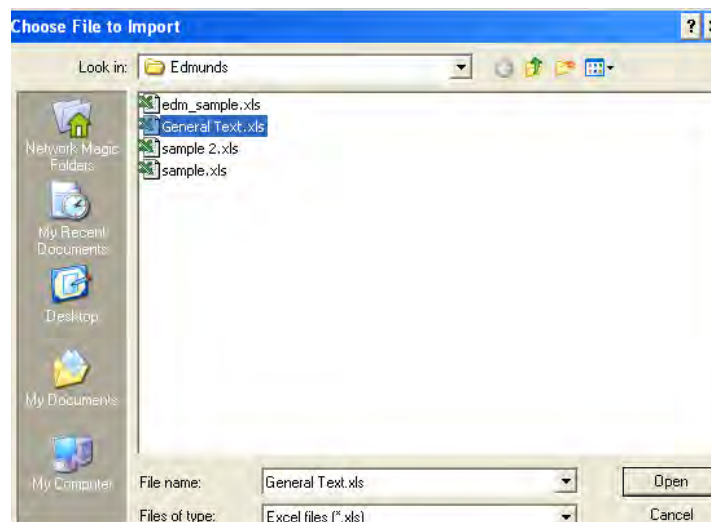 Choose File to Import
Look in: Edmunds
edm_sample.xls
General Text.xls
sample 2.xls
sample.xls
Network Magic
Folders
My Recent
Documents
Desktop
My Documents
My Computer
File name: General Text.xls Open
Files of type: Excel files (*.xls) Cancel